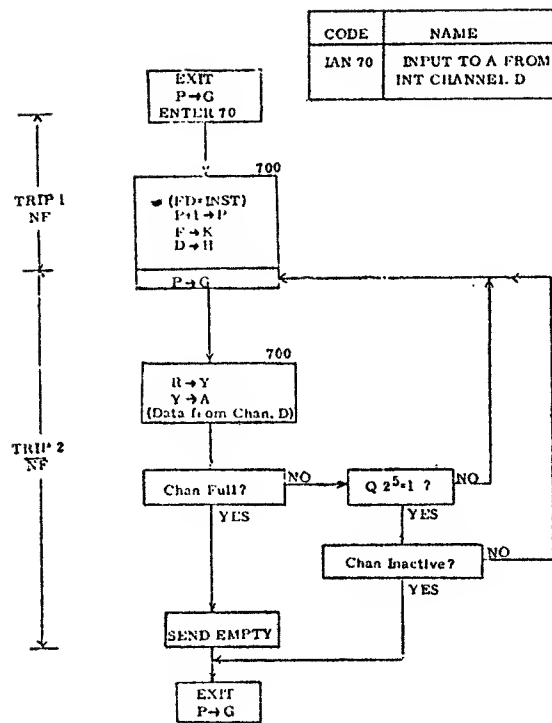 CODE NAME
IAN 70 INPUT TO A FROM
INT CHANNEL D
EXIT
P→G
ENTER 70
TRIP 1
NF
700
(FD=INST)
P+1→P
F→K
D→H
P→G
700
R→Y
Y→A
(Data from Chan. D)
TRIP 2
N̅F̅
Chan Full?
NO
Q 2⁵=1 ?
NO
YES
YES
Chan Inactive?
NO
YES
SEND EMPTY
EXIT
P→G